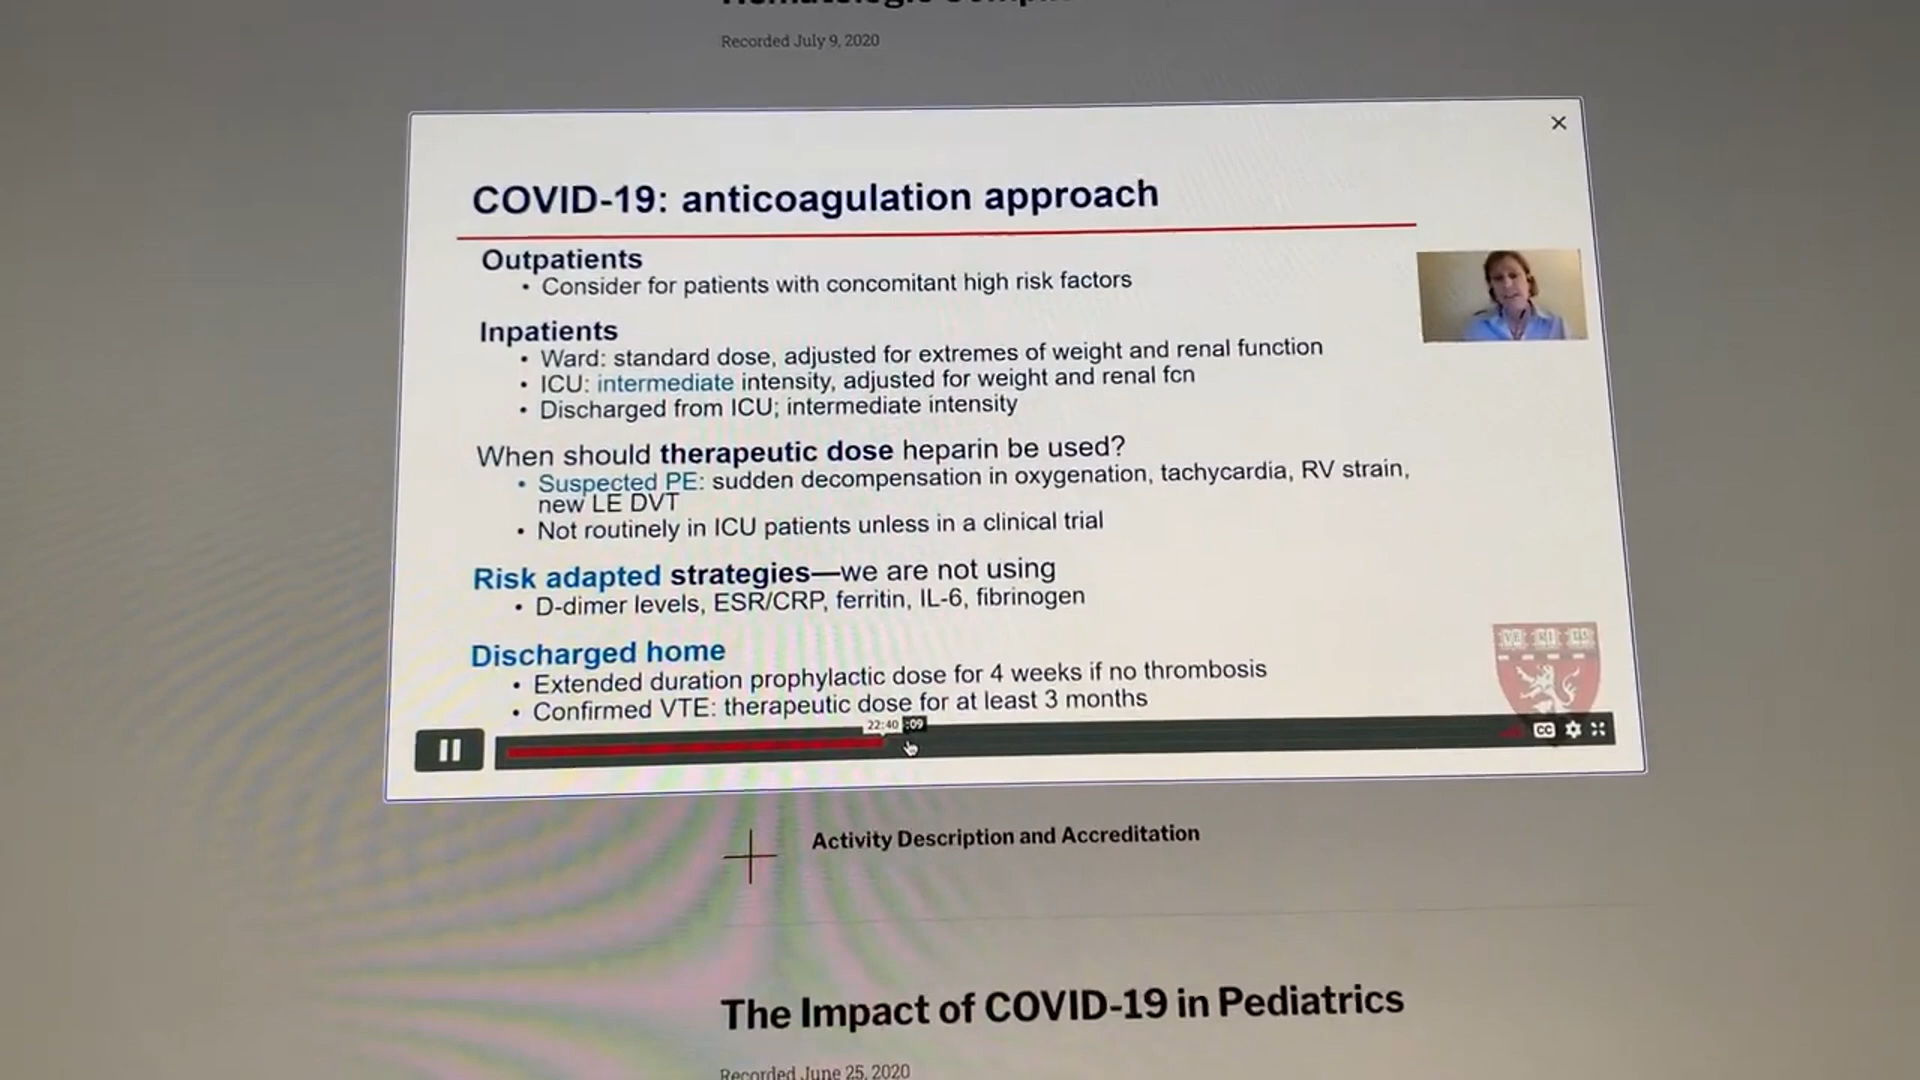 Recorded July 9, 2020
COVID-19: anticoagulation approach
Outpatients
• Consider for patients with concomitant high risk factors
Inpatients
• Ward: standard dose, adjusted for extremes of weight and renal function
• ICU: intermediate intensity, adjusted for weight and renal fcn
• Discharged from ICU; intermediate intensity
When should therapeutic dose heparin be used?
• Suspected PE: sudden decompensation in oxygenation, tachycardia, RV strain,
new LE DVT
• Not routinely in ICU patients unless in a clinical trial
Risk adapted strategies—we are not using
• D-dimer levels, ESR/CRP, ferritin, IL-6, fibrinogen
Discharged home
• Extended duration prophylactic dose for 4 weeks if no thrombosis
• Confirmed VTE: therapeutic dose for at least 3 months
VE RI TAS
22:40 :09
CC
Activity Description and Accreditation
The Impact of COVID-19 in Pediatrics
Recorded June 25, 2020